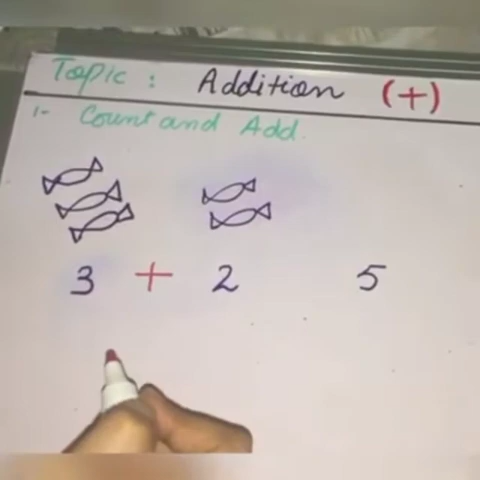 Topic : Addition (+)
1- Count and Add.
3 + 2 5